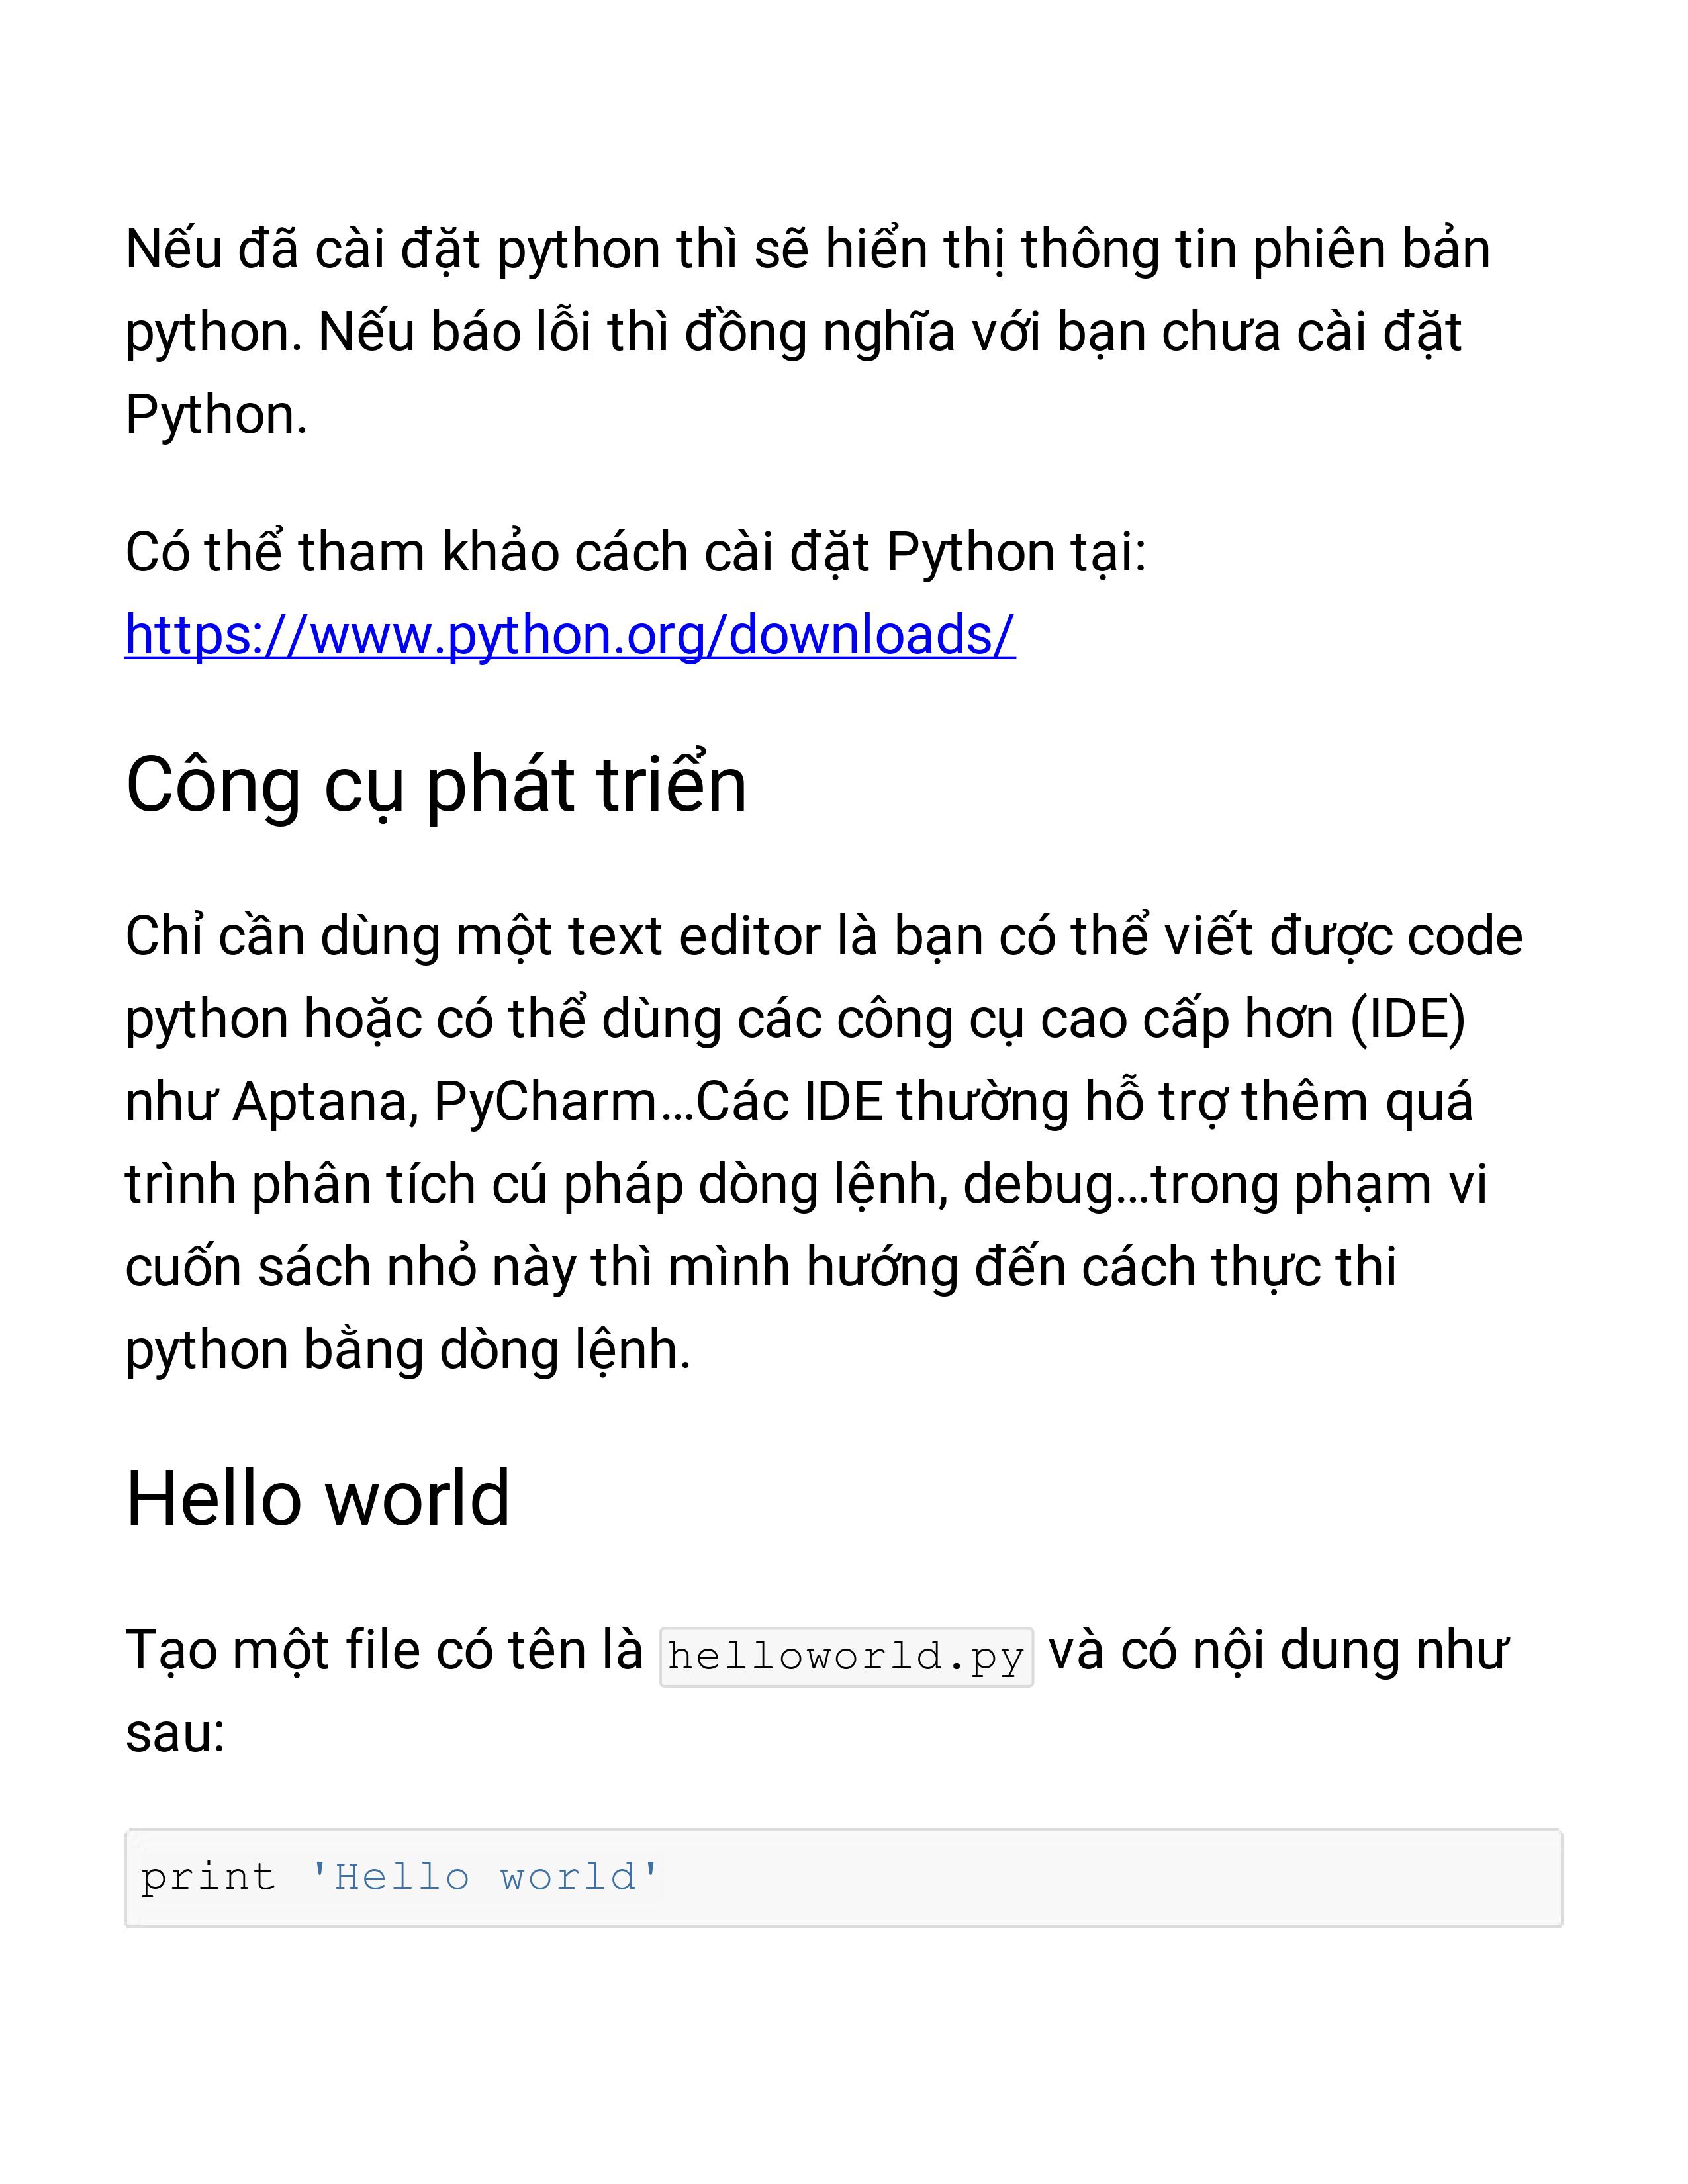 Nếu đã cài đặt python thì sẽ hiển thị thông tin phiên bản
python. Nếu báo lỗi thì đồng nghĩa với bạn chưa cài đặt
Python.
Có thể tham khảo cách cài đặt Python tại:
https://www.python.org/downloads/
Công cụ phát triển
Chỉ cần dùng một text editor là bạn có thể viết được code
python hoặc có thể dùng các công cụ cao cấp hơn (IDE)
như Aptana, PyCharm…Các IDE thường hỗ trợ thêm quá
trình phân tích cú pháp dòng lệnh, debug…trong phạm vi
cuốn sách nhỏ này thì mình hướng đến cách thực thi
python bằng dòng lệnh.
Hello world
Tạo một file có tên là helloworld.py và có nội dung như
sau:
print 'Hello world'